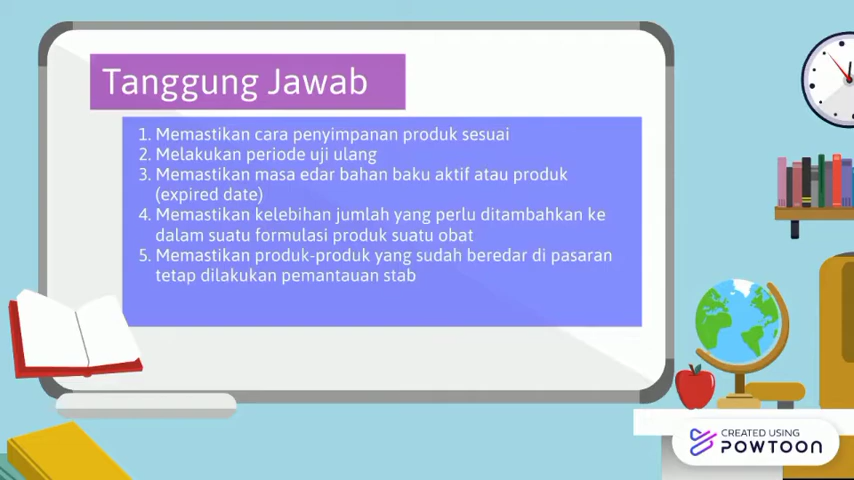 Tanggung Jawab
1. Memastikan cara penyimpanan produk sesuai
2. Melakukan periode uji ulang
3. Memastikan masa edar bahan baku aktif atau produk
(expired date)
4. Memastikan kelebihan jumlah yang perlu ditambahkan ke
dalam suatu formulasi produk suatu obat
5. Memastikan produk-produk yang sudah beredar di pasaran
tetap dilakukan pemantauan stab
CREATED USING
POWTOON